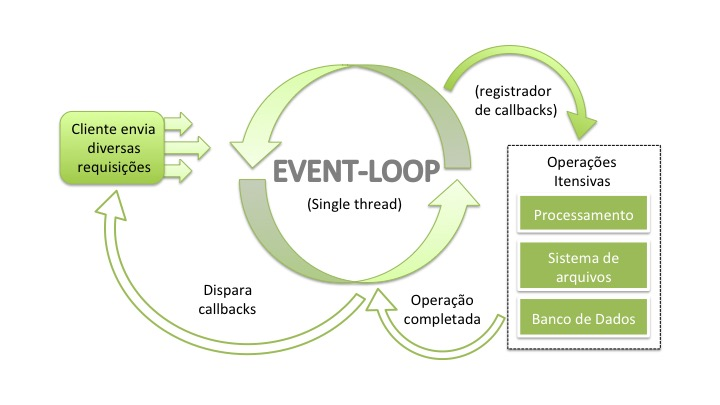 Cliente envia
diversas
requisições
EVENT-LOOP
(Single thread)
(registrador
de callbacks)
Operações
Itensivas
Processamento
Sistema de
arquivos
Banco de Dados
Operação
completada
Dispara
callbacks